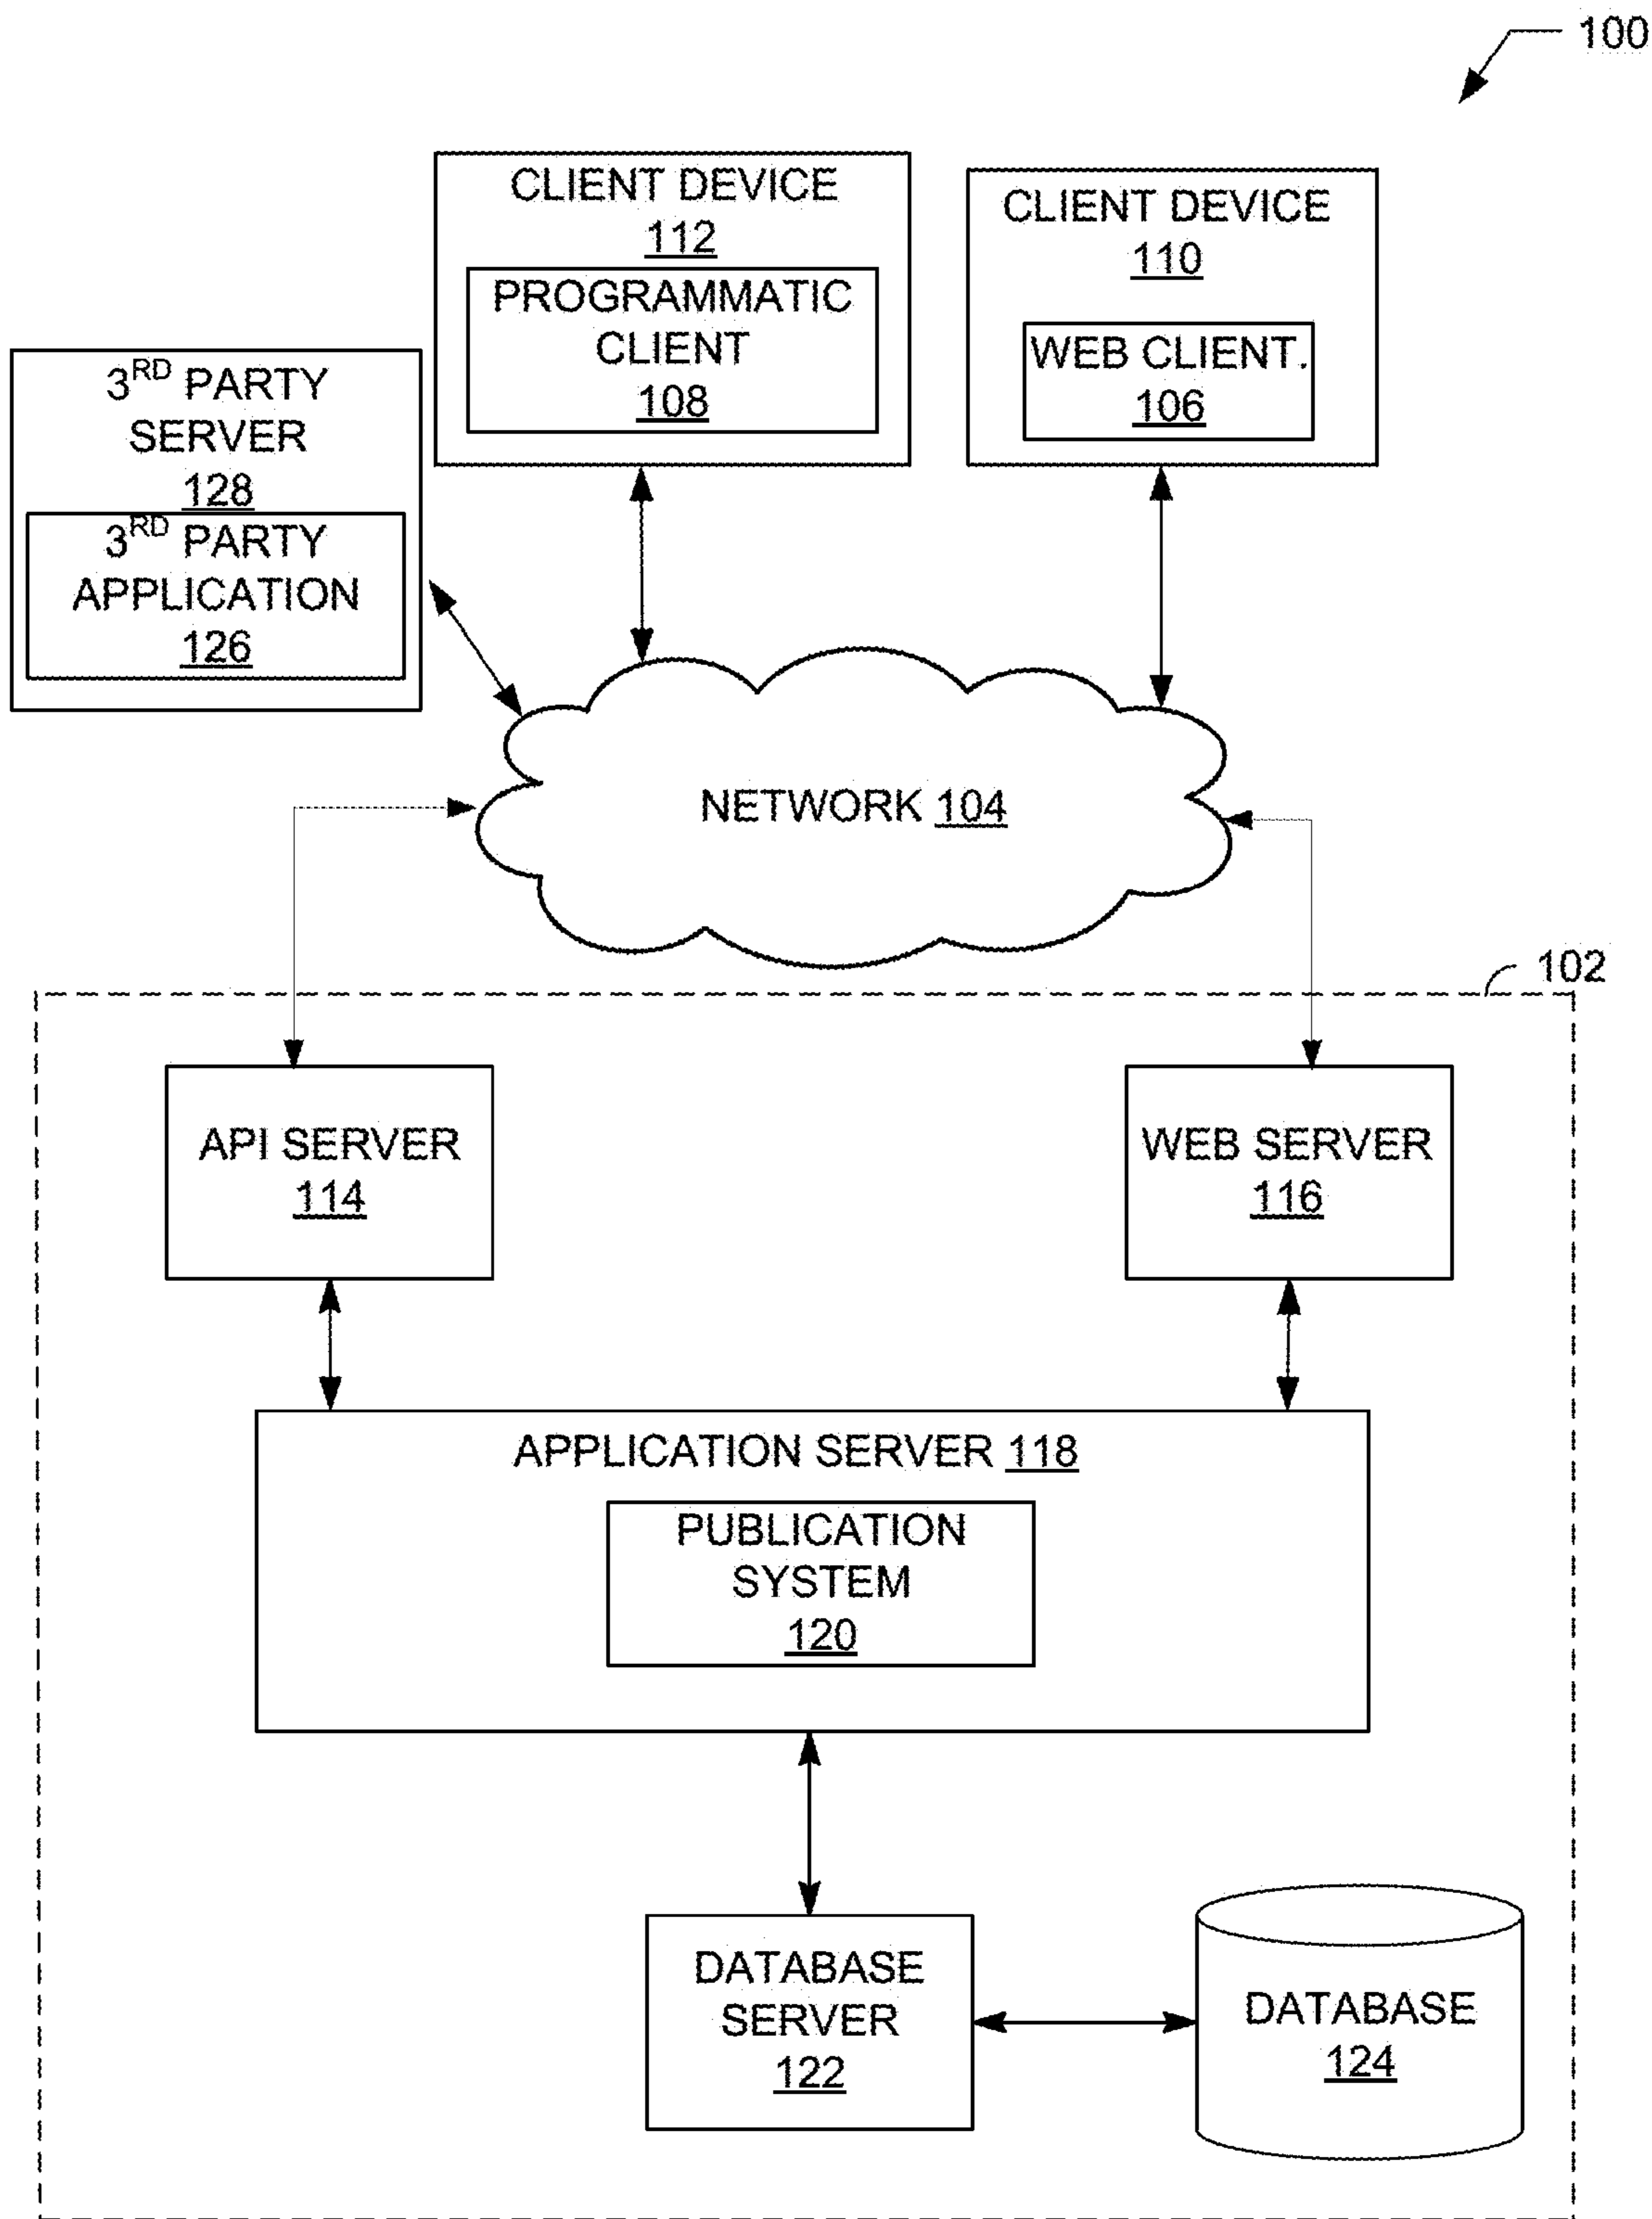 100
CLIENT DEVICE
112
PROGRAMMATIC
CLIENT
108
CLIENT DEVICE
110
WEB CLIENT.
106
3RD PARTY
SERVER
128
3RD PARTY
APPLICATION
126
NETWORK 104
102
API SERVER
114
WEB SERVER
116
APPLICATION SERVER 118
PUBLICATION
SYSTEM
120
DATABASE
SERVER
122
DATABASE
124